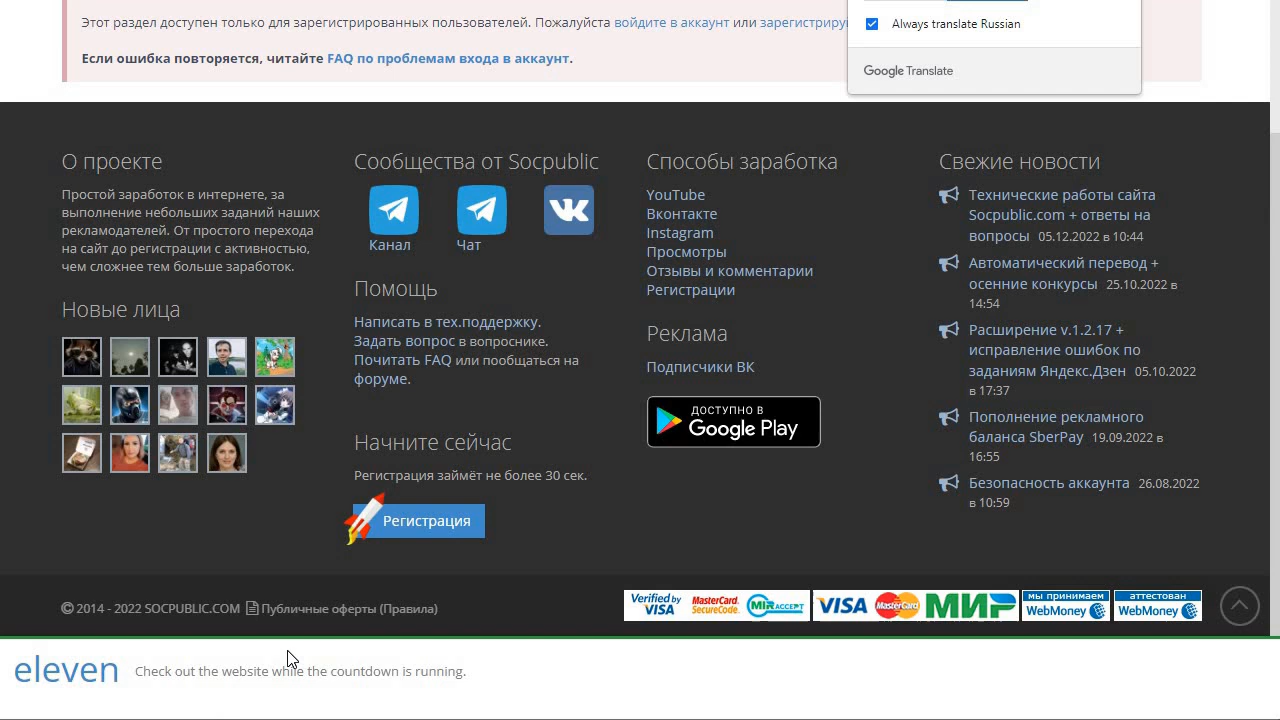 Этот раздел доступен только для зарегистрированных пользователей. Пожалуйста войдите в аккаунт или
Always translate Russian
Если ошибка повторяется, читайте FAQ по проблемам входа в аккаунт.
Google Translate
О проекте
Простой заработок в интернете, за
выполнение небольших заданий наших
рекламодателей. От простого перехода
на сайт до регистрации с активностью,
чем сложнее тем больше заработок.
Новые лица
Сообщества от Socpublic
Канал
Чат
Помощь
Написать в тех.поддержку.
Задать вопрос в вопроснике.
Почитать FAQ или пообщаться на
форуме.
Начните сейчас
Регистрация займёт не более 30 сек.
Регистрация
Способы заработка
YouTube
Вконтакте
Instagram
Просмотры
Отзывы и комментарии
Регистрации
Реклама
Подписчики ВК
ДОСТУПНО В
Google Play
Свежие новости
Технические работы сайта
Socpublic.com + ответы на
вопросы 05.12.2022 в 10:44
Автоматический перевод +
осенние конкурсы 25.10.2022 в
14:54
Расширение v.1.2.17 +
исправление ошибок по
заданиям Яндекс.Дзен 05.10.2022
в 17:37
Пополнение рекламного
баланса SberPay 19.09.2022 в
16:55
Безопасность аккаунта 26.08.2022
в 10:59
© 2014 - 2022 SOCPUBLIC.COM Публичные оферты (Правила)
Verified by VISA
MasterCard. SecureCode.
MIR ACCEPT
VISA
MasterCard
МИР
мы принимаем
WebMoney
аттестован
WebMoney
eleven Check out the website while the countdown is running.